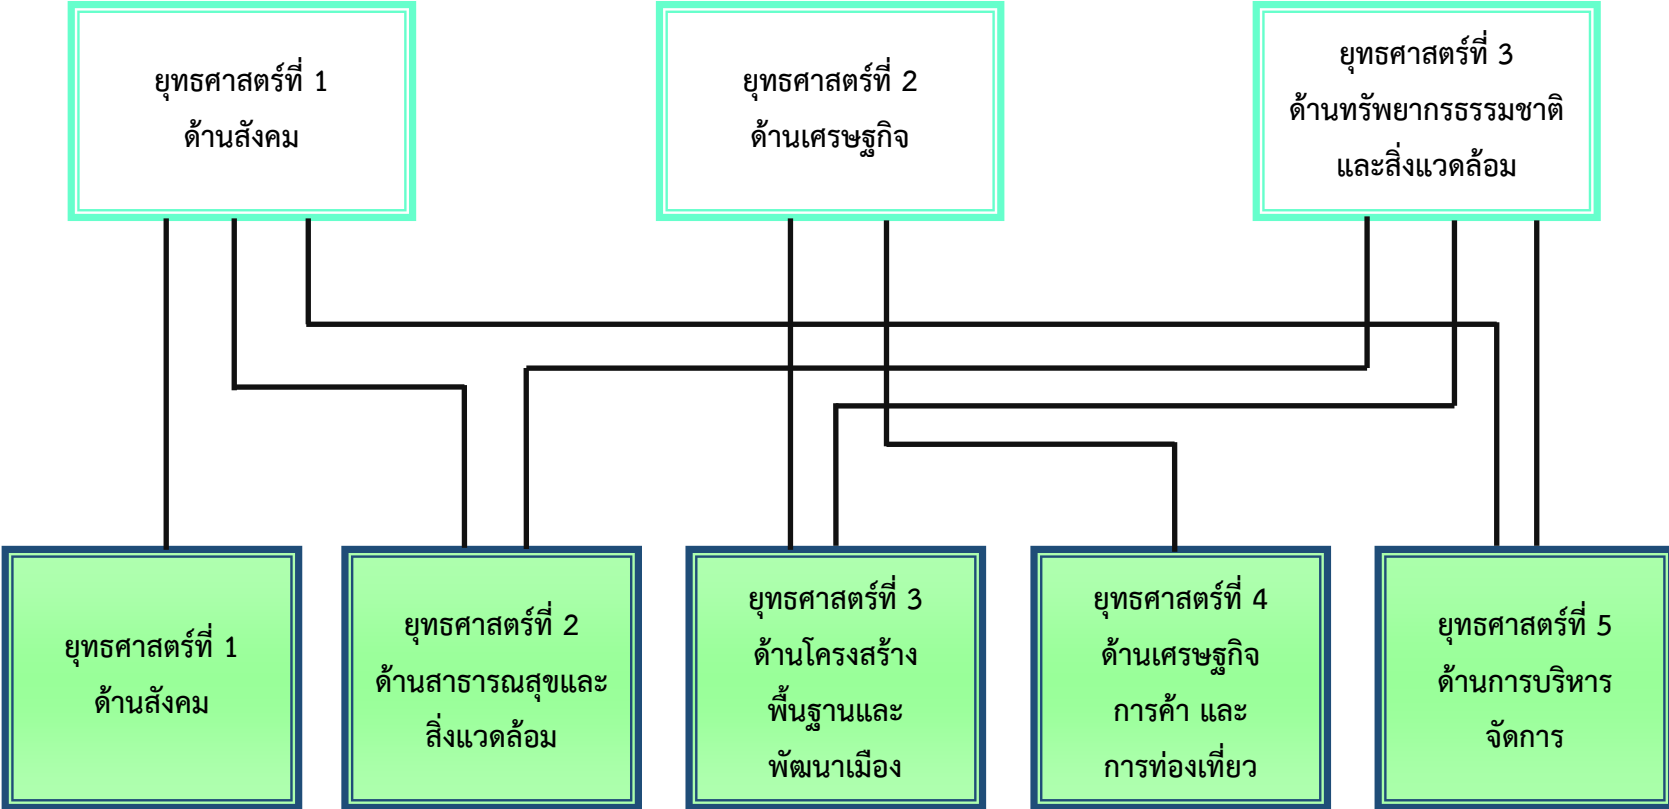 ยุทธศาสตร์ที่ 1
ด้านสังคม
ยุทธศาสตร์ที่ 2
ด้านเศรษฐกิจ
ยุทธศาสตร์ที่ 3
ด้านทรัพยากรธรรมชาติ
และสิ่งแวดล้อม
ยุทธศาสตร์ที่ 1
ด้านสังคม
ยุทธศาสตร์ที่ 2
ด้านสาธารณสุขและ
สิ่งแวดล้อม
ยุทธศาสตร์ที่ 3
ด้านโครงสร้าง
พื้นฐานและ
พัฒนาเมือง
ยุทธศาสตร์ที่ 4
ด้านเศรษฐกิจ
การค้า และ
การท่องเที่ยว
ยุทธศาสตร์ที่ 5
ด้านการบริหาร
จัดการ